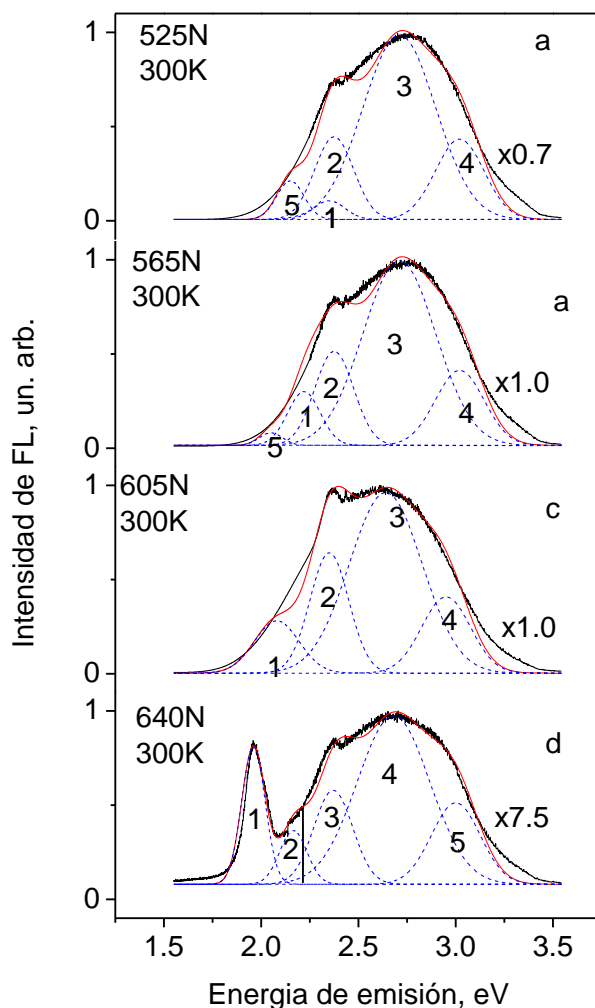 1
525N
300K
a
3
2
4
x0.7
5
1
0
1
565N
300K
a
3
2
1
4
x1.0
5
0
Intensidad de FL, un. arb.
1
605N
300K
c
3
2
4
x1.0
1
0
1
640N
300K
d
4
1
3
2
5
x7.5
0
1.5 2.0 2.5 3.0 3.5
Energia de emisión, eV